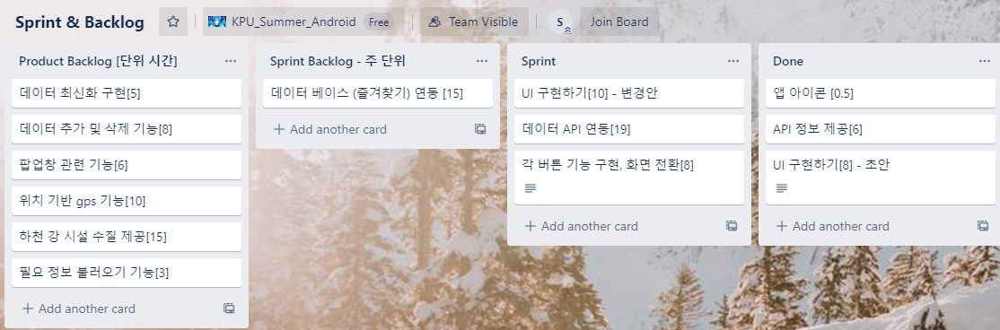 Sprint & Backlog
KPU_Summer_Android
Free
Team Visible
S
Join Board
Product Backlog [단위 시간]
데이터 최신화 구현[5]
데이터 추가 및 삭제 기능[8]
팝업창 관련 기능[6]
위치 기반 gps 기능[10]
하천 강 시설 수질 제공[15]
필요 정보 불러오기 기능[3]
+ Add another card
Sprint Backlog - 주 단위
데이터 베이스 (즐겨찾기) 연동 [15]
+ Add another card
Sprint
UI 구현하기[10] - 변경안
데이터 API 연동[19]
각 버튼 기능 구현, 화면 전환[8]
+ Add another card
Done
앱 아이콘 [0.5]
API 정보 제공[6]
UI 구현하기[8] - 초안
+ Add another card